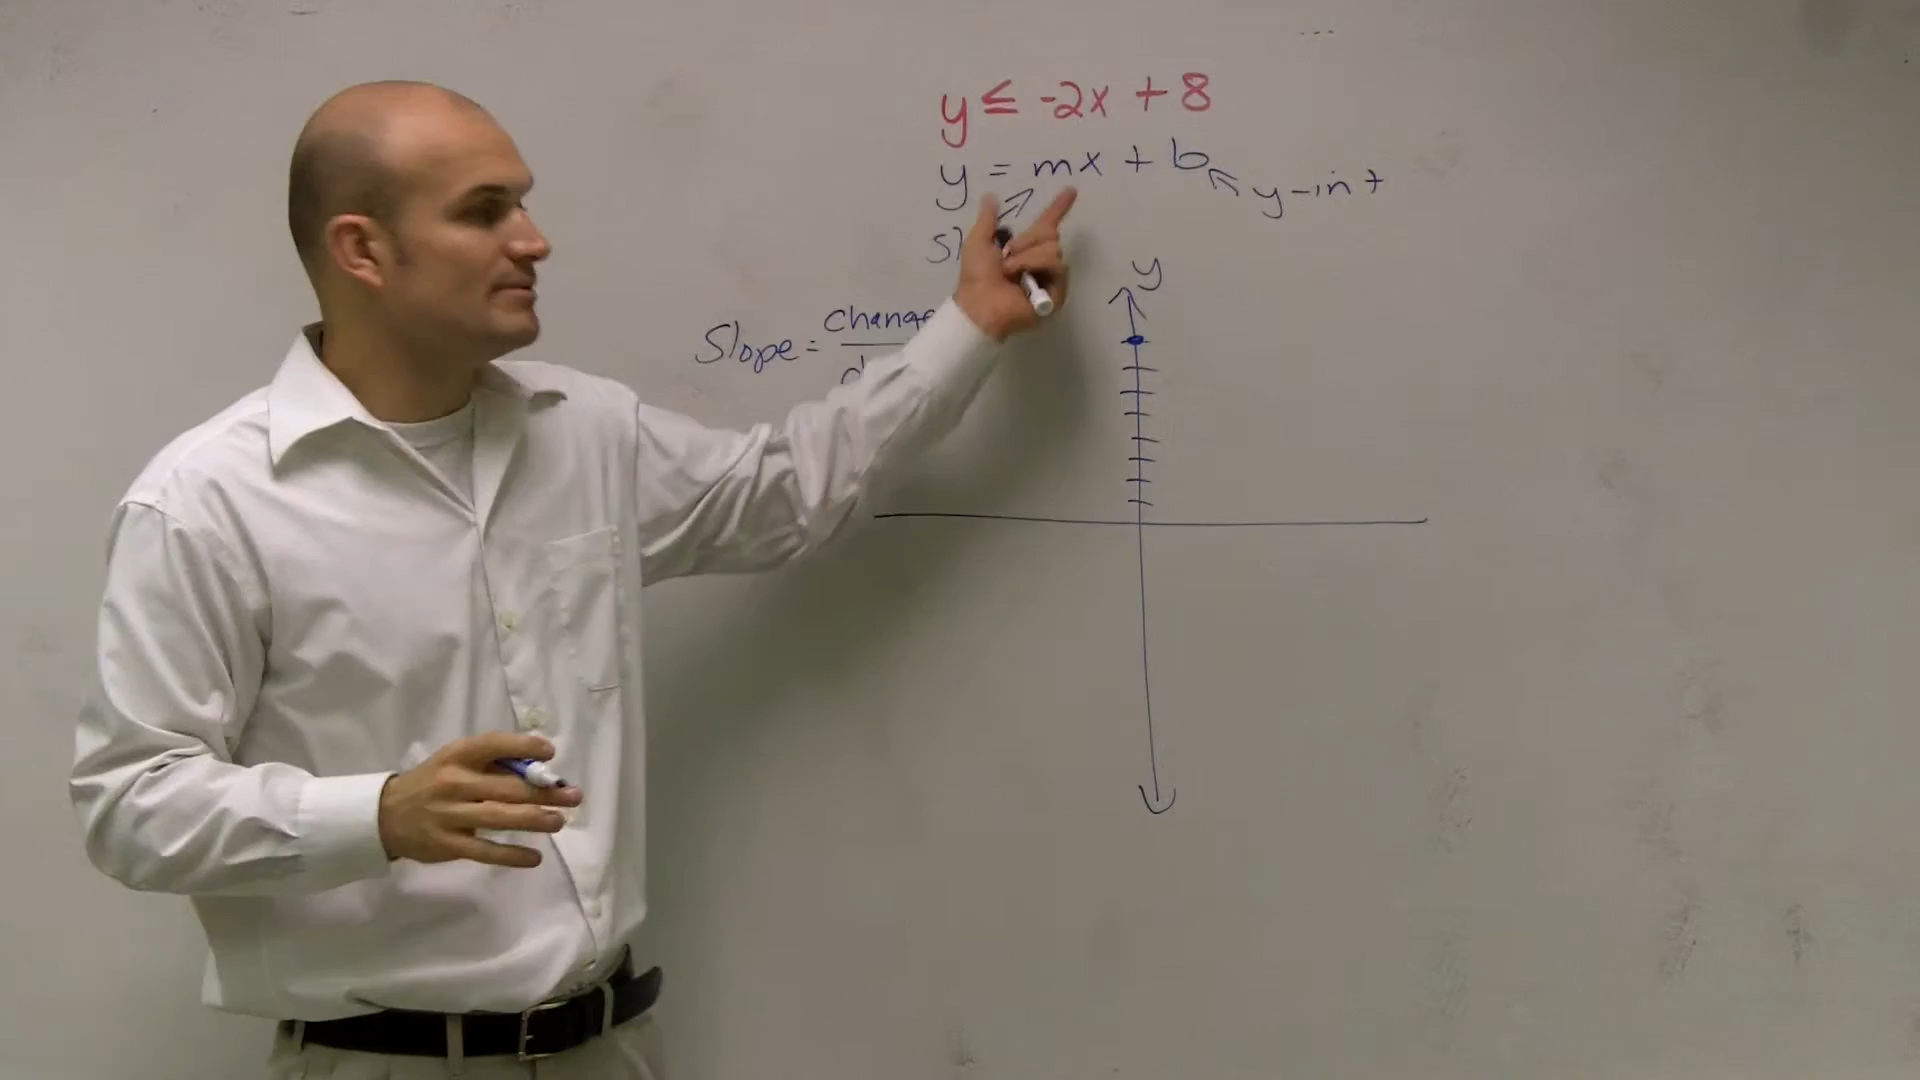 y ≤ -2x + 8
y = mx + b
y-int
y
Slope =